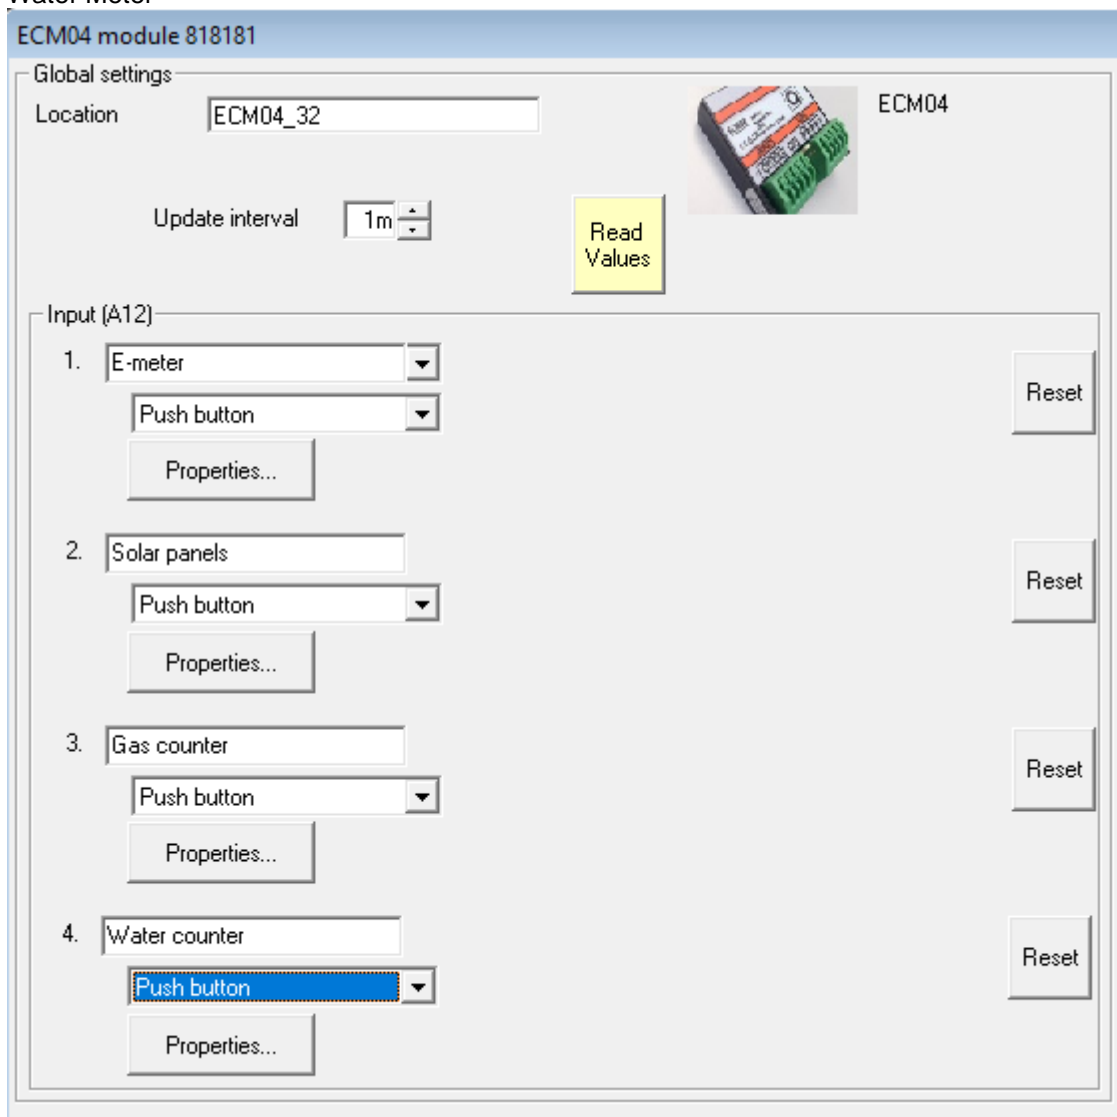 Water Meter
ECM04 module 818181
Global settings
Location ECM04_32
ECM04
Update interval 1m
Read
Values
Input (A12)
1. E-meter
Push button
Properties...
Reset
2. Solar panels
Push button
Properties...
Reset
3. Gas counter
Push button
Properties...
Reset
4. Water counter
Push button
Properties...
Reset